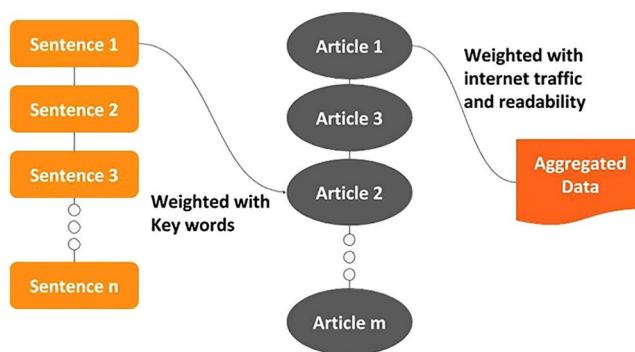 Sentence 1
Sentence 2
Sentence 3
Sentence n
Weighted with
Key words
Article 1
Article 3
Article 2
Article m
Weighted with
internet traffic
and readability
Aggregated
Data